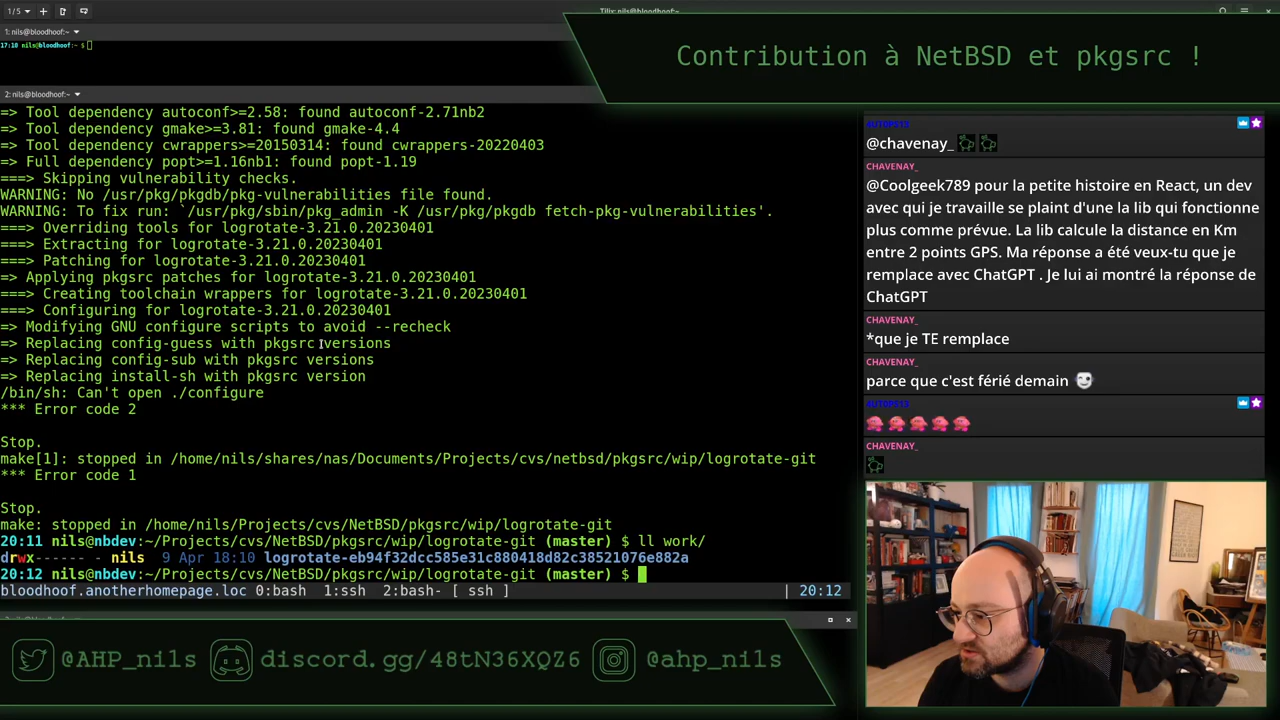 1/5
Tilix: nils@bloodhoof:~
1: nils@bloodhoof:~
17:10 nils@bloodhoof:~ $
Contribution à NetBSD et pkgsrc !
2: nils@bloodhoof:~
=> Tool dependency autoconf>=2.58: found autoconf-2.71nb2
=> Tool dependency gmake>=3.81: found gmake-4.4
=> Tool dependency cwrappers>=20150314: found cwrappers-20220403
=> Full dependency popt>=1.16nb1: found popt-1.19
===> Skipping vulnerability checks.
WARNING: No /usr/pkg/pkgdb/pkg-vulnerabilities file found.
WARNING: To fix run: `/usr/pkg/sbin/pkg_admin -K /usr/pkg/pkgdb fetch-pkg-vulnerabilities'.
===> Overriding tools for logrotate-3.21.0.20230401
===> Extracting for logrotate-3.21.0.20230401
===> Patching for logrotate-3.21.0.20230401
=> Applying pkgsrc patches for logrotate-3.21.0.20230401
===> Creating toolchain wrappers for logrotate-3.21.0.20230401
===> Configuring for logrotate-3.21.0.20230401
=> Modifying GNU configure scripts to avoid --recheck
=> Replacing config-guess with pkgsrc versions
=> Replacing config-sub with pkgsrc versions
=> Replacing install-sh with pkgsrc version
/bin/sh: Can't open ./configure
*** Error code 2
Stop.
make[1]: stopped in /home/nils/shares/nas/Documents/Projects/cvs/netbsd/pkgsrc/wip/logrotate-git
*** Error code 1
Stop.
make: stopped in /home/nils/Projects/cvs/NetBSD/pkgsrc/wip/logrotate-git
20:11 nils@nbdev:~/Projects/cvs/NetBSD/pkgsrc/wip/logrotate-git (master) $ ll work/
drwx------ - nils  9 Apr 18:10 logrotate-eb94f32dcc585e31c880418d82c38521076e882a
20:12 nils@nbdev:~/Projects/cvs/NetBSD/pkgsrc/wip/logrotate-git (master) $
bloodhoof.anotherhomepage.loc 0:bash  1:ssh  2:bash- [ ssh ] | 20:12
@chavenay_
CHAVENAY_
@Coolgeek789 pour la petite histoire en React, un dev
avec qui je travaille se plaint d'une la lib qui fonctionne
plus comme prévue. La lib calcule la distance en Km
entre 2 points GPS. Ma réponse a été veux-tu que je
remplace avec ChatGPT . Je lui ai montré la réponse de
ChatGPT
CHAVENAY_
*que je TE remplace
CHAVENAY_
parce que c'est férié demain
CHAVENAY_
@AHP_nils
discord.gg/48tN36XQZ6
@ahp_nils